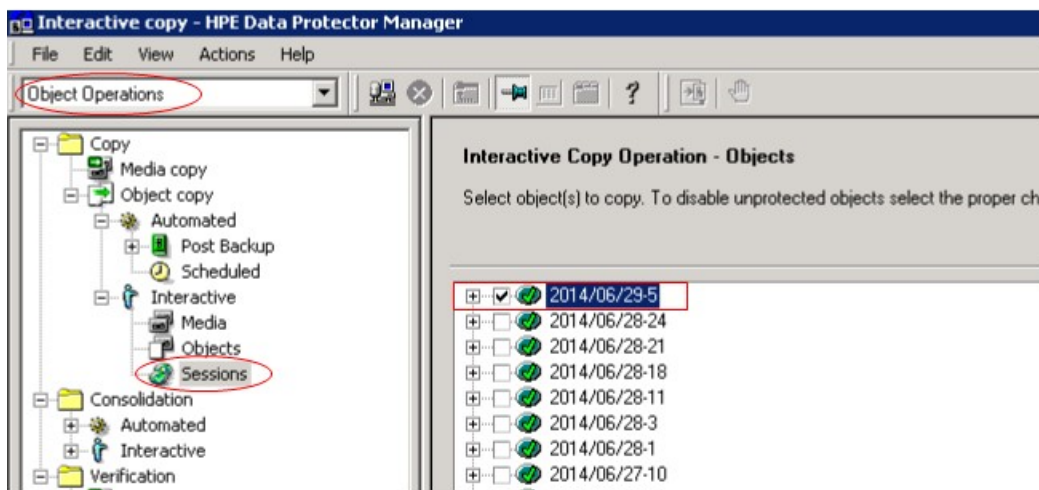 Interactive copy - HPE Data Protector Manager
File Edit View Actions Help
Object Operations
Copy
Media copy
Object copy
Automated
Post Backup
Scheduled
Interactive
Media
Objects
Sessions
Consolidation
Automated
Interactive
Verification
Interactive Copy Operation - Objects
Select object(s) to copy. To disable unprotected objects select the proper ch
2014/06/29-5
2014/06/28-24
2014/06/28-21
2014/06/28-18
2014/06/28-11
2014/06/28-3
2014/06/28-1
2014/06/27-10